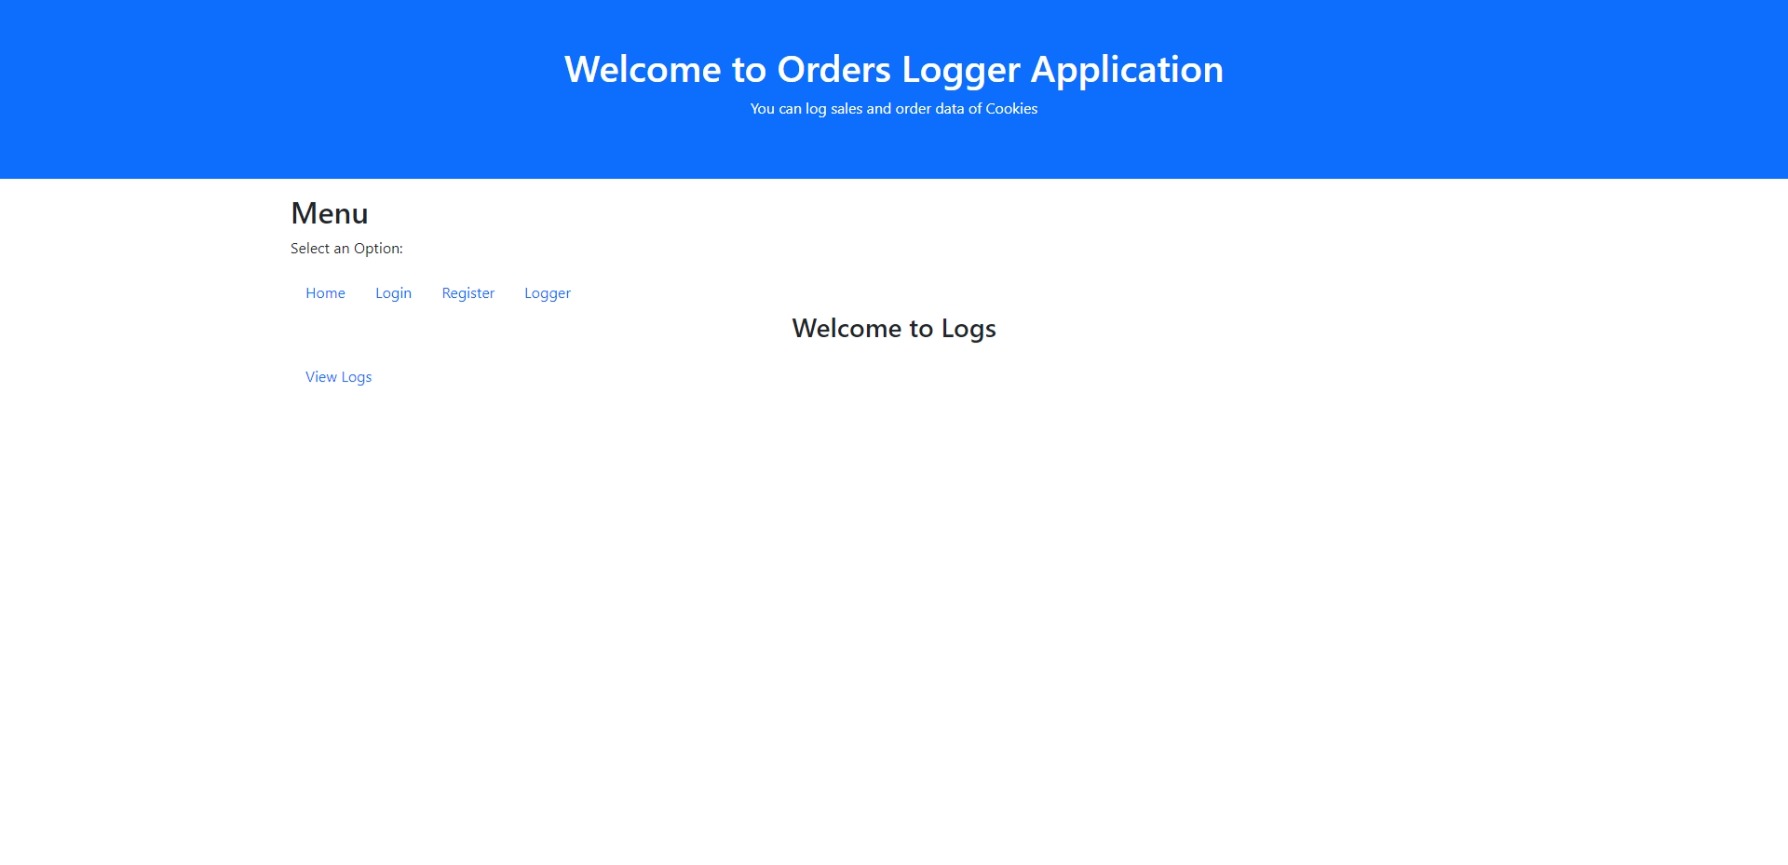 Welcome to Orders Logger Application
You can log sales and order data of Cookies
Menu
Select an Option:
Home Login Register Logger
Welcome to Logs
View Logs